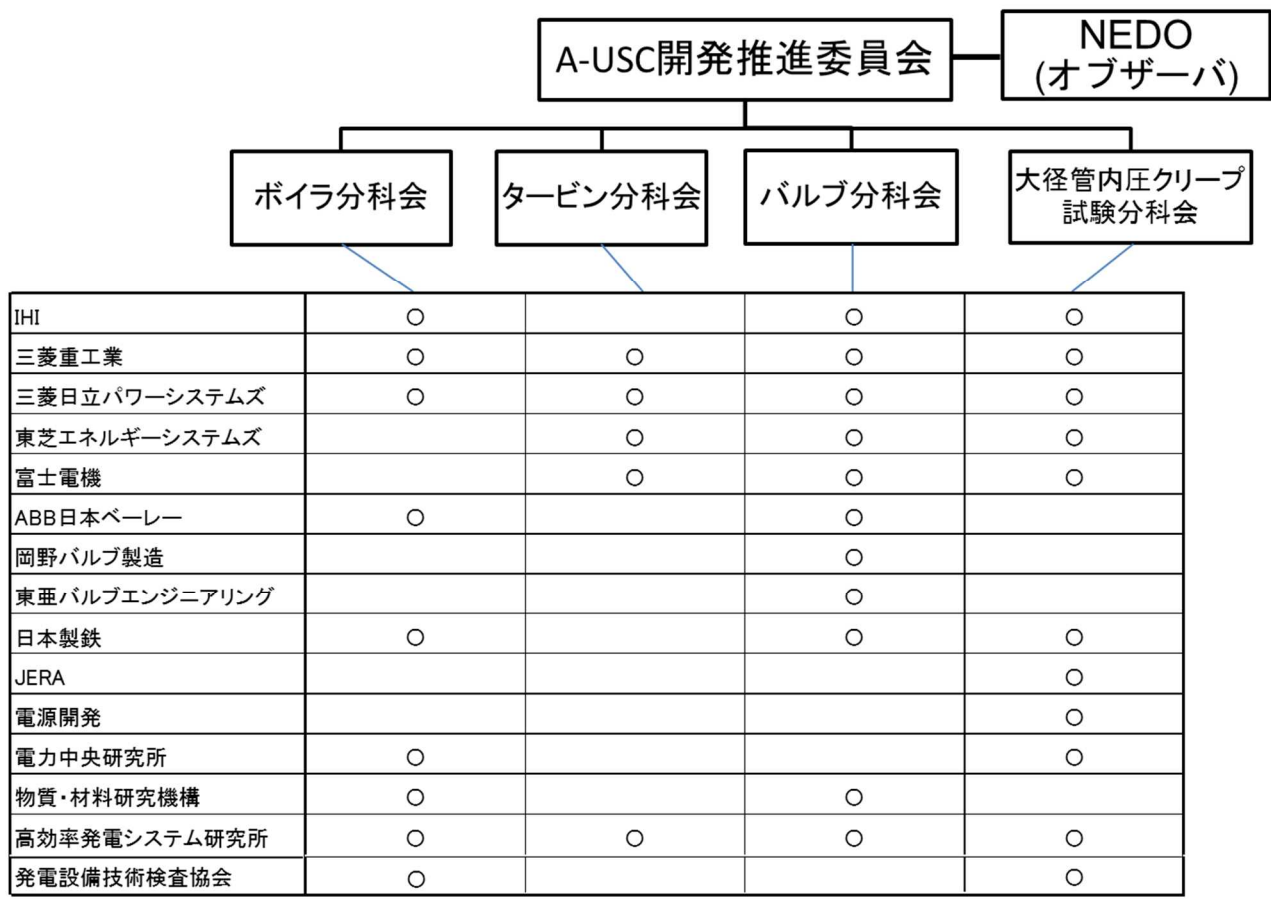 A-USC開発推進委員会
NEDO
(オブザーバ)
ボイラ分科会
タービン分科会
バルブ分科会
大径管内圧クリープ
試験分科会
IHI ○ ○ ○
三菱重工業 ○ ○ ○ ○
三菱日立パワーシステムズ ○ ○ ○ ○
東芝エネルギーシステムズ ○ ○ ○
富士電機 ○ ○ ○
ABB日本ベーレー ○ ○
岡野バルブ製造 ○
東亜バルブエンジニアリング ○
日本製鉄 ○ ○ ○
JERA ○
電源開発 ○
電力中央研究所 ○ ○
物質・材料研究機構 ○ ○
高効率発電システム研究所 ○ ○ ○ ○
発電設備技術検査協会 ○ ○